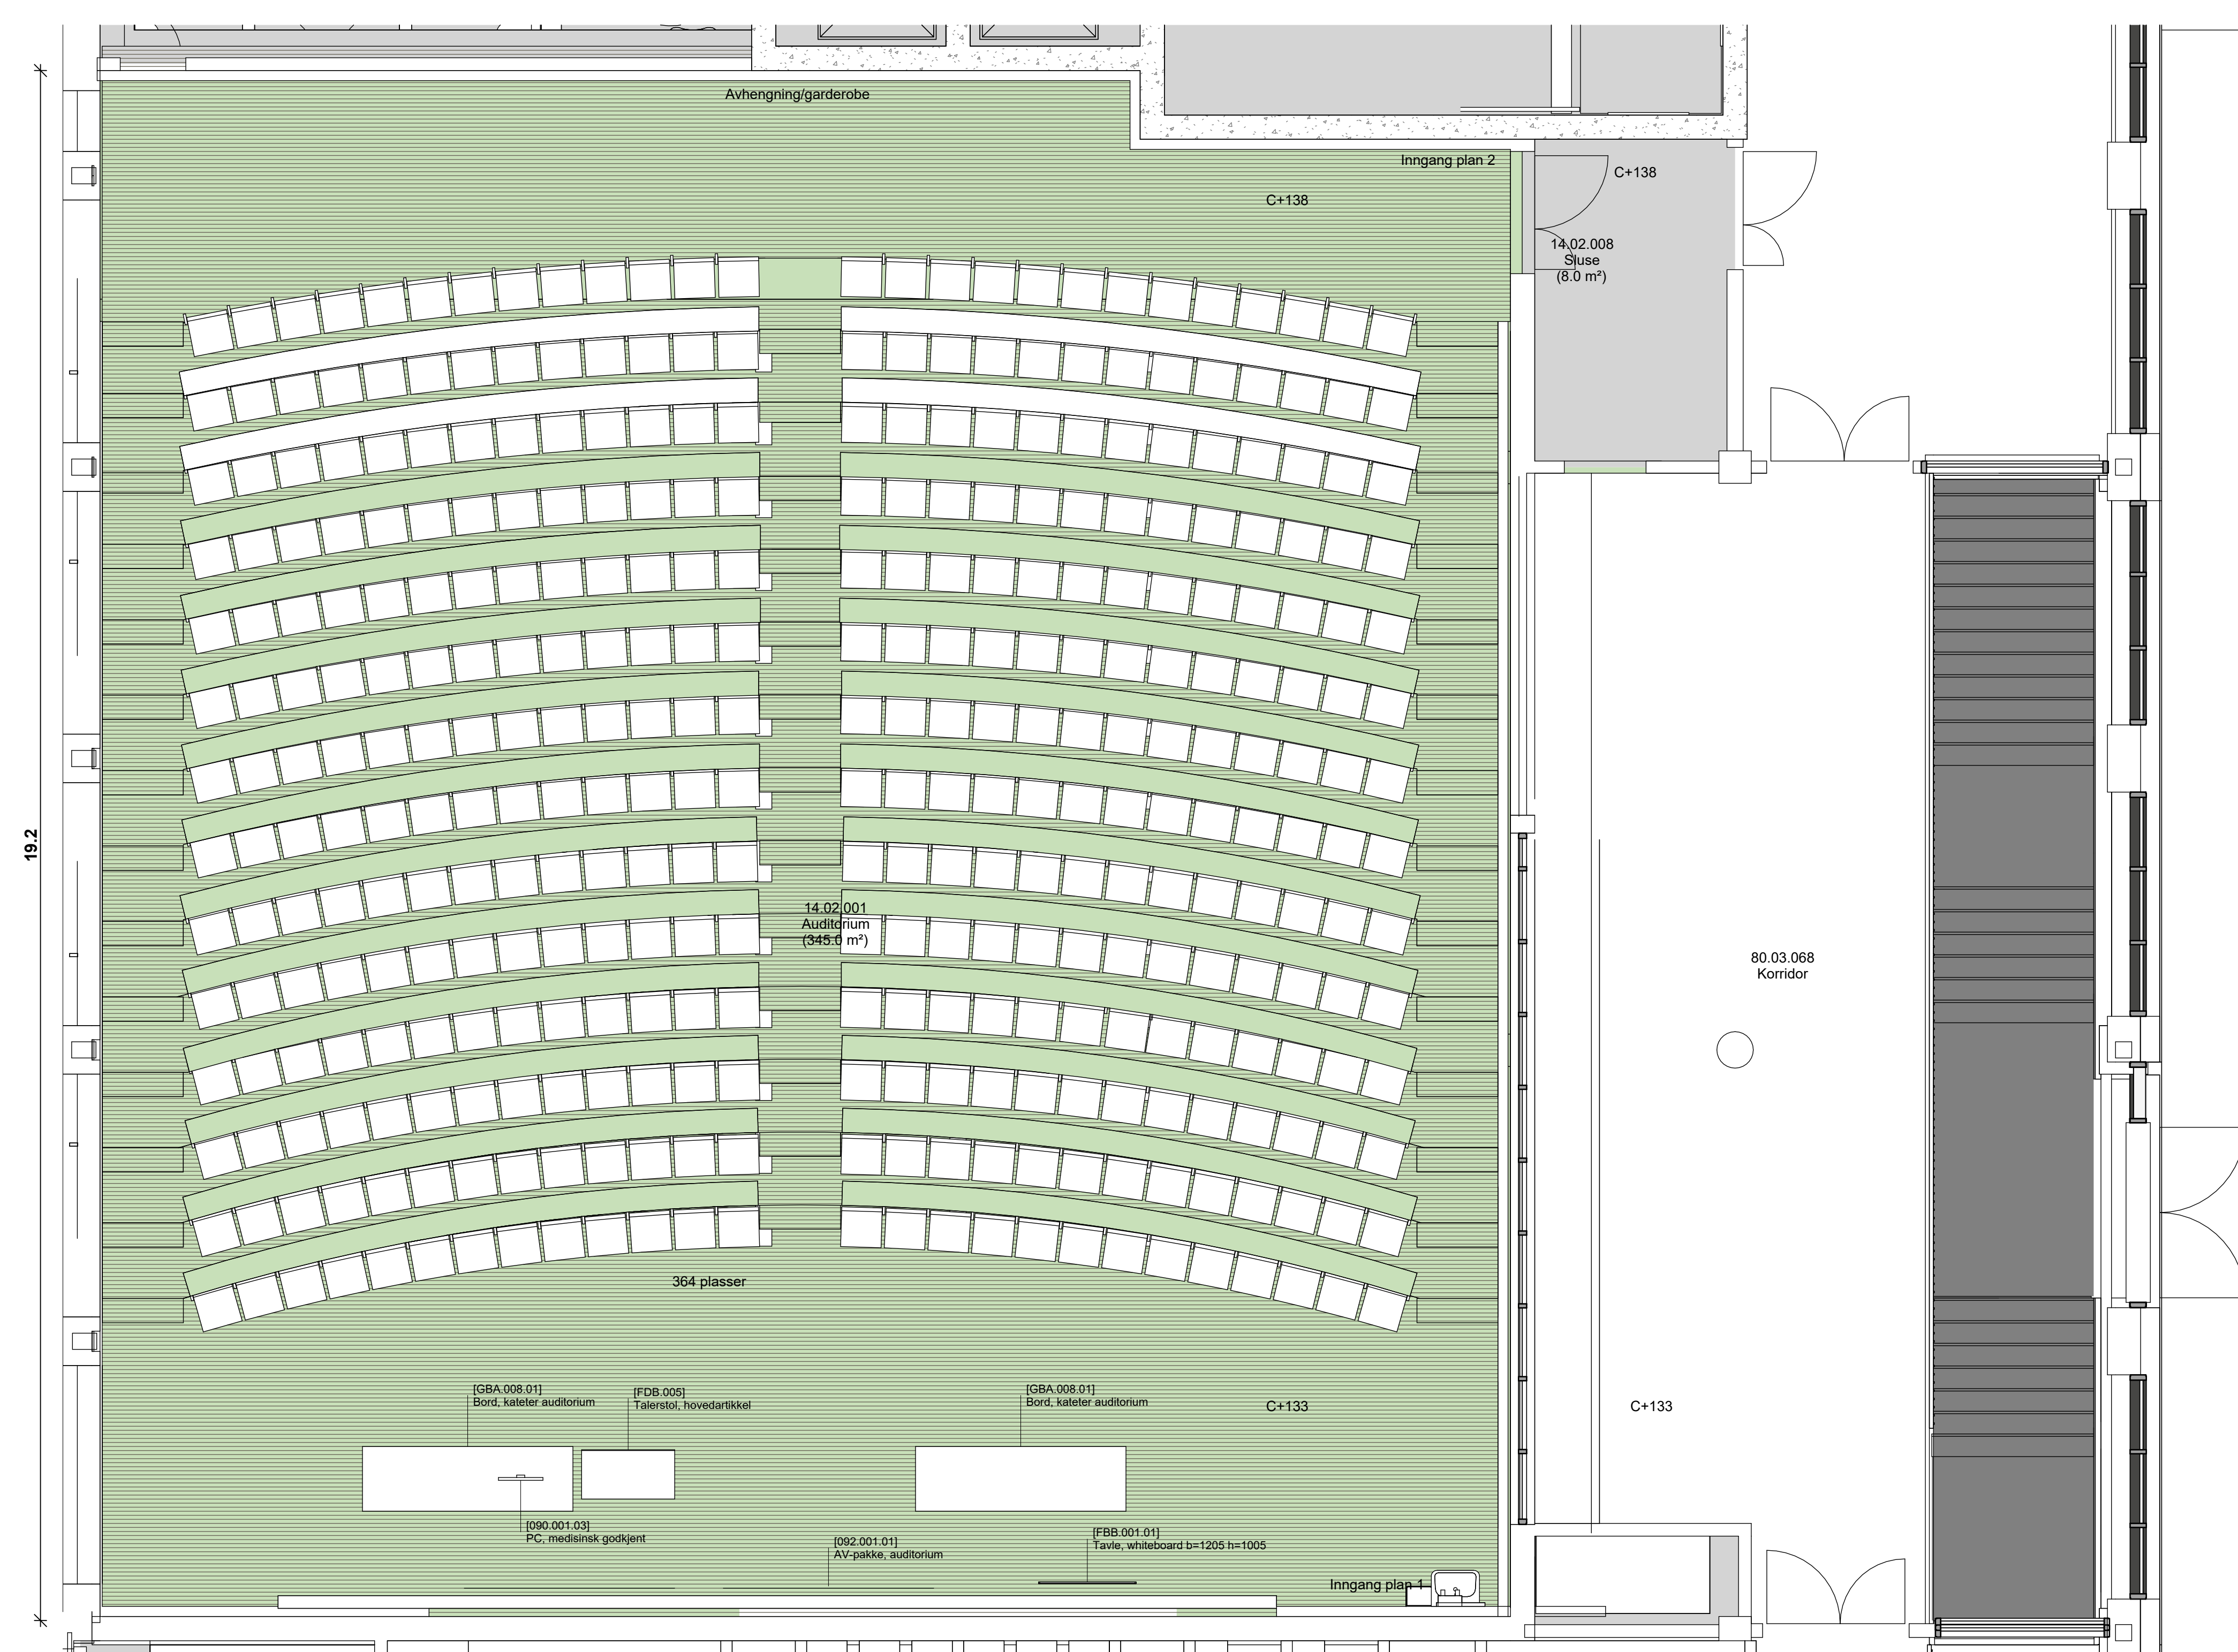 Avhengning/garderobe
Inngang plan 2
C+138
C+138
14.02.008
Sluse
(8.0 m²)
19.2
14.02.001
Auditorium
(345.0 m²)
80.03.068
Korridor
364 plasser
[GBA.008.01]
Bord, kateter auditorium
[FDB.005]
Talerstol, hovedartikkel
[GBA.008.01]
Bord, kateter auditorium
C+133
C+133
[090.001.03]
PC, medisinsk godkjent
[092.001.01]
AV-pakke, auditorium
[FBB.001.01]
Tavle, whiteboard b=1205 h=1005
Inngang plan 1